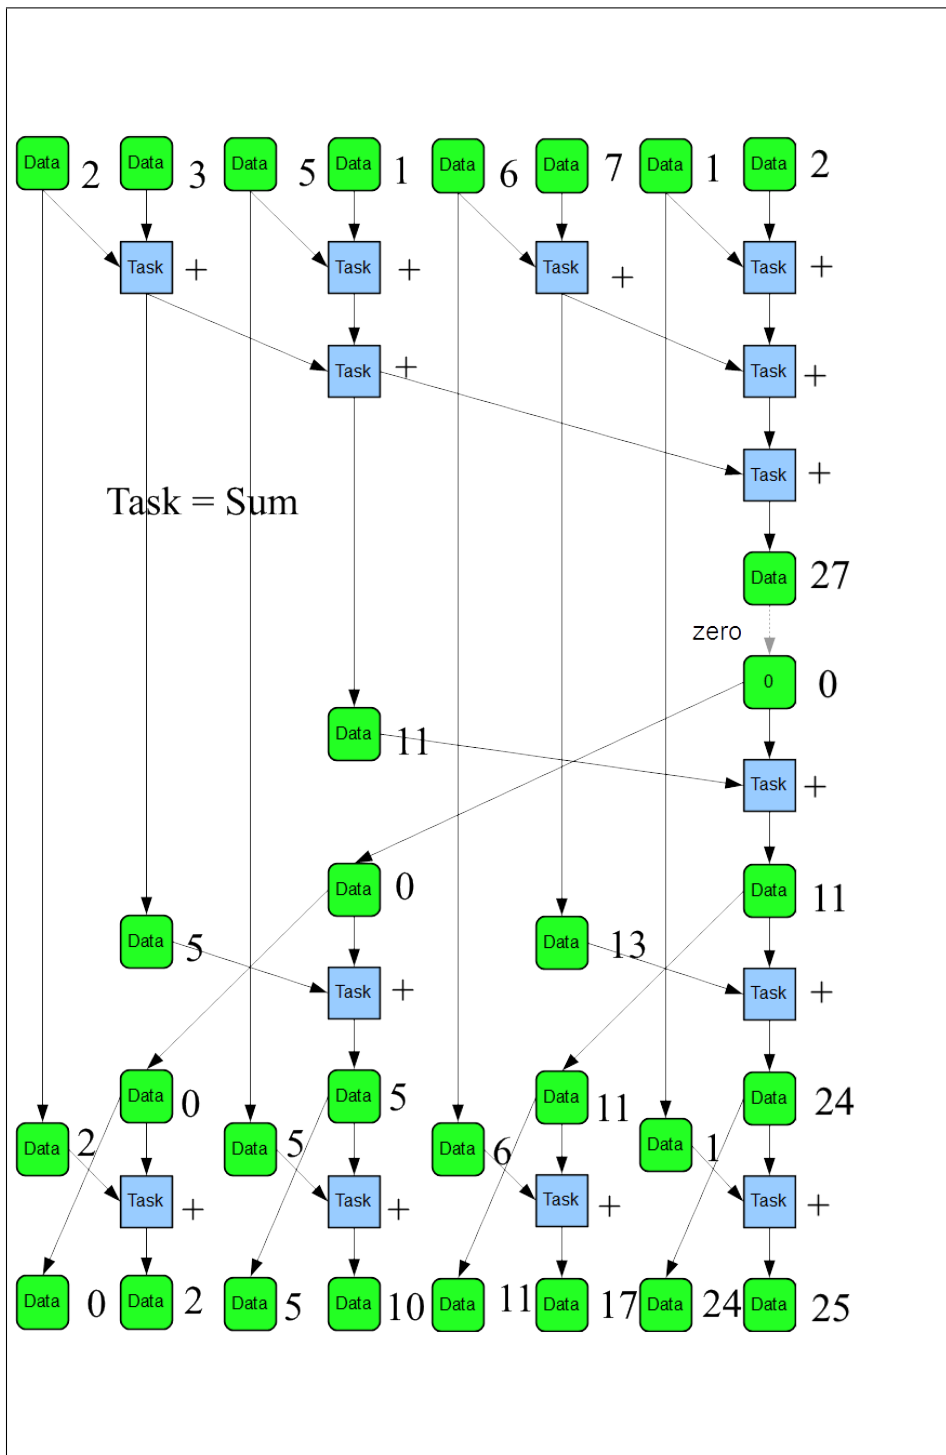 Data 2 Data 3 Data 5 Data 1 Data 6 Data 7 Data 1 Data 2
Task + Task + Task + Task +
Task + Task +
Task +
Task = Sum
Data 27
zero
0 0
Data 11
Task +
Data 0 Data 11
Data 5 Data 13
Task + Task +
Data 0 Data 5 Data 11 Data 24
Data 2 Data 5 Data 6 Data 1
Task + Task + Task + Task +
Data 0 Data 2 Data 5 Data 10 Data 11 Data 17 Data 24 Data 25